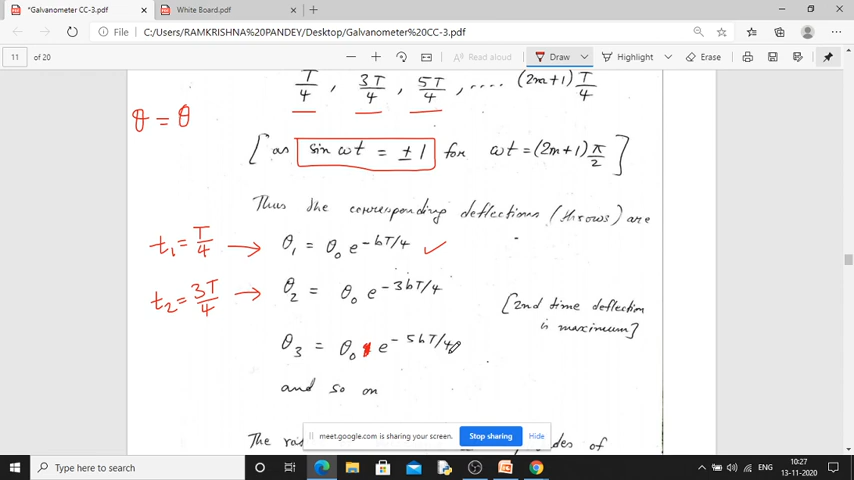 *Galvanometer CC-3.pdf
White Board.pdf
C:/Users/RAMKRISHNA%20PANDEY/Desktop/Galvanometer%20CC-3.pdf
11 of 20
Read aloud
Draw
Highlight
Erase
T/4 , 3T/4 , 5T/4 , .... (2m+1) T/4
θ = θ
[as sin ωt = ±1 for ωt = (2m+1) π/2]
Thus the corresponding deflections (throws) are
t₁ = T/4 → θ₁ = θ₀ e^{-bT/4} ✓
t₂ = 3T/4 → θ₂ = θ₀ e^{-3bT/4}
[2nd time deflection
is maximum]
θ₃ = θ₀ e^{-5bT/4}
and so on
meet.google.com is sharing your screen.
Stop sharing
Hide
The
des of
Type here to search
ENG
10:27
13-11-2020